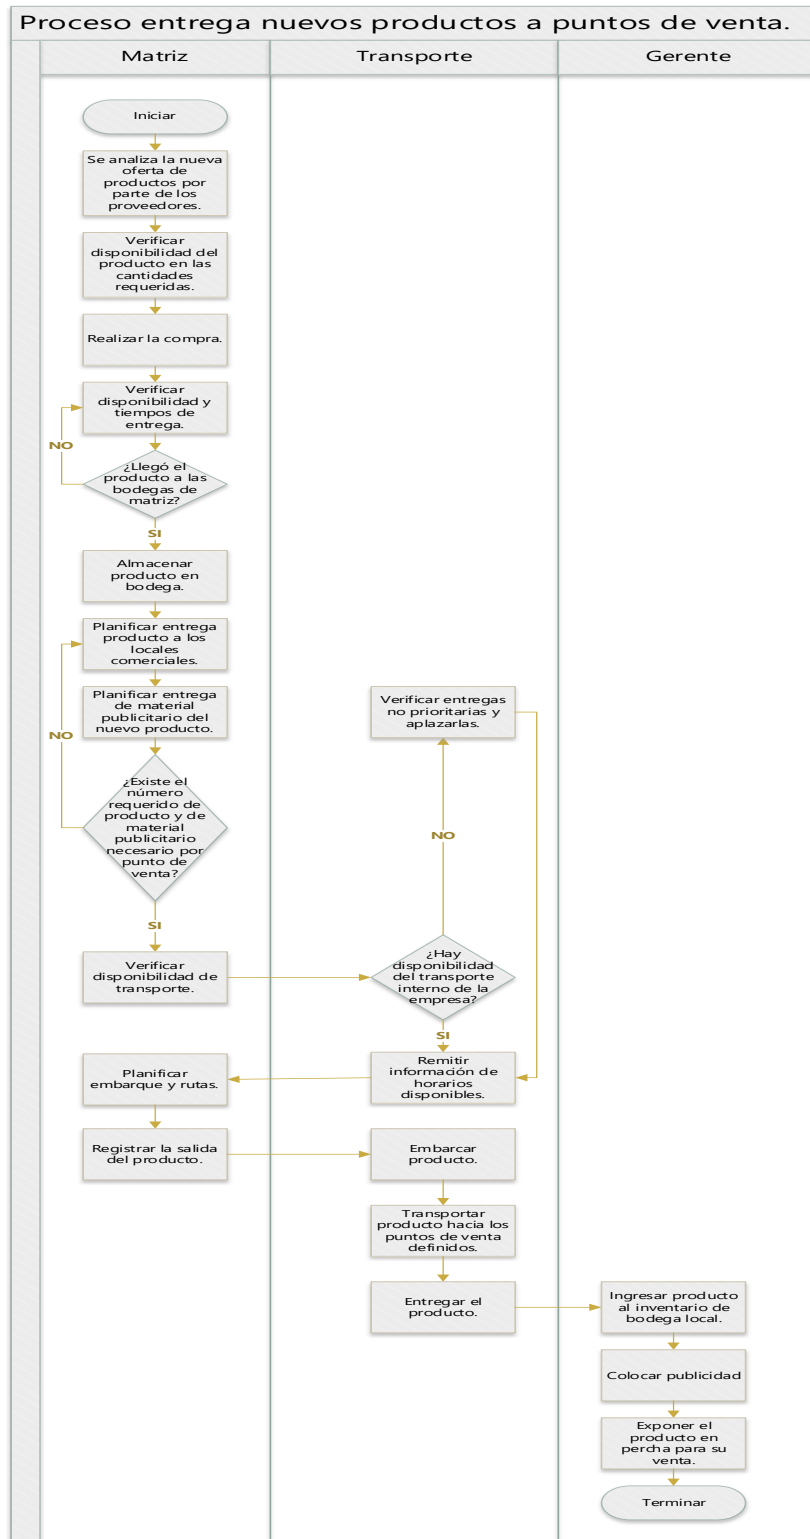 Proceso entrega nuevos productos a puntos de venta.
Matriz
Transporte
Gerente
Iniciar
Se analiza la nueva
oferta de
productos por
parte de los
proveedores.
Verificar
disponibilidad del
producto en las
cantidades
requeridas.
Realizar la compra.
Verificar
disponibilidad y
tiempos de
entrega.
NO
¿Llegó el
producto a las
bodegas de
matriz?
SI
Almacenar
producto en
bodega.
Planificar entrega
producto a los
locales
comerciales.
Planificar entrega
de material
publicitario del
nuevo producto.
NO
¿Existe el
número
requerido de
producto y de
material
publicitario
necesario por
punto de
venta?
SI
Verificar
disponibilidad de
transporte.
¿Hay
disponibilidad
del transporte
interno de la
empresa?
NO
Verificar entregas
no prioritarias y
aplazarlas.
SI
Remitir
información de
horarios
disponibles.
Planificar
embarque y rutas.
Registrar la salida
del producto.
Embarcar
producto.
Transportar
producto hacia los
puntos de venta
definidos.
Entregar el
producto.
Ingresar producto
al inventario de
bodega local.
Colocar publicidad
Exponer el
producto en
percha para su
venta.
Terminar